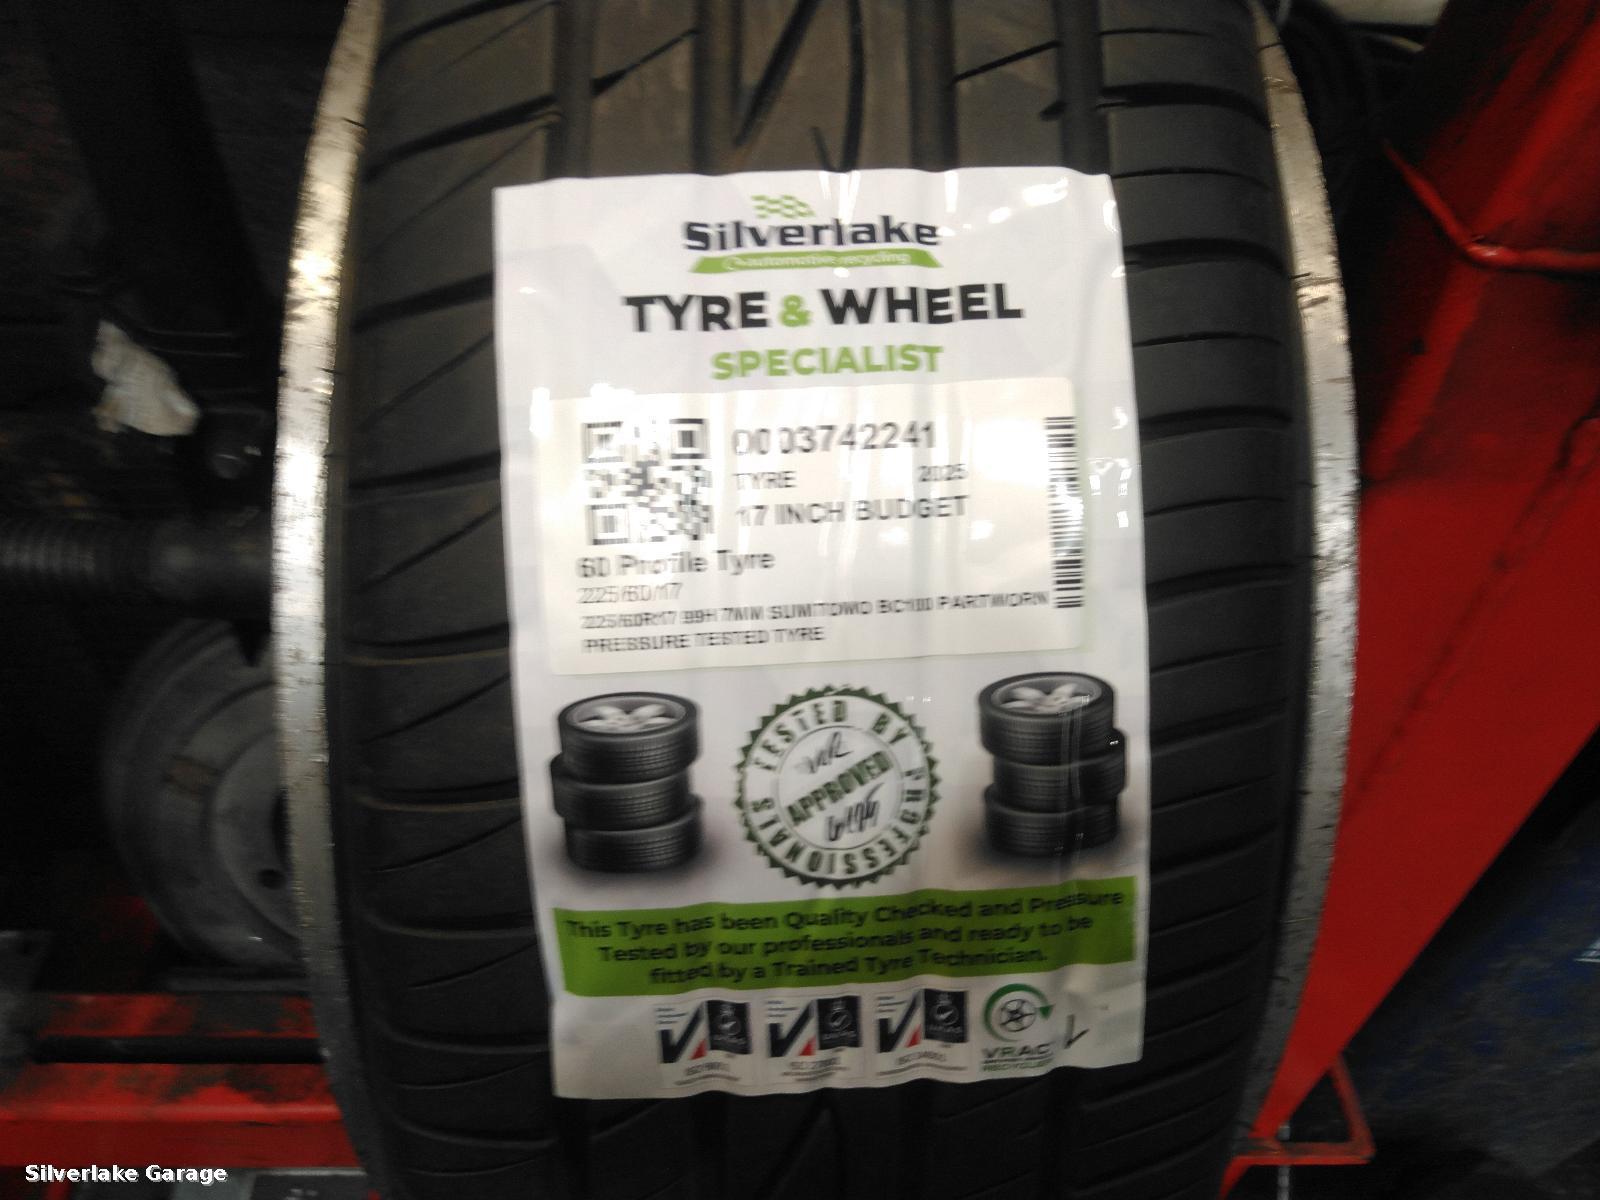 Silverlake
automotive recycling
TYRE & WHEEL
SPECIALIST
0003742241
TYRE 2025
17 INCH BUDGET
60 Profile Tyre
225/60/17
225/60R17 99H 7MM SUMITOMO BC100 PARTWORN
PRESSURE TESTED TYRE
TESTED BY PROFESSIONALS
APPROVED
This Tyre has been Quality Checked and Pressure
Tested by our professionals and ready to be
fitted by a Trained Tyre Technician.
VRAC
RECYCLER
Silverlake Garage